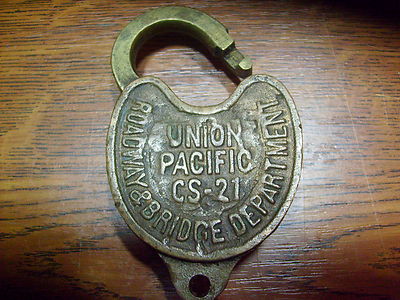 UNION
PACIFIC
CS-21
ROADWAY & BRIDGE DEPARTMENT